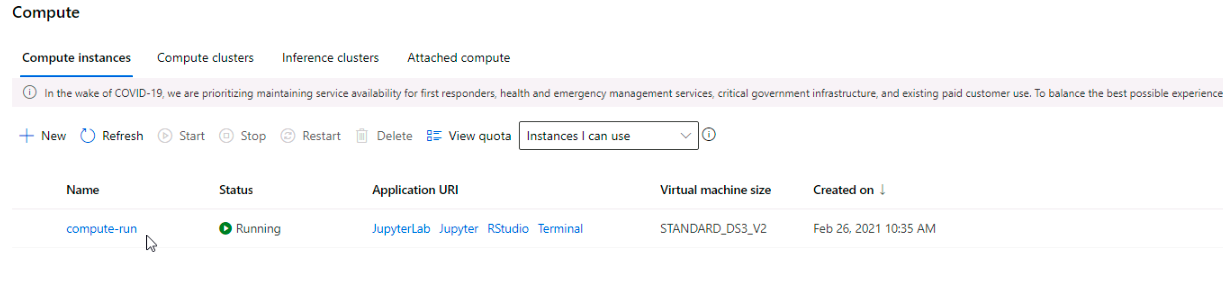 Compute
Compute instances Compute clusters Inference clusters Attached compute
In the wake of COVID-19, we are prioritizing maintaining service availability for first responders, health and emergency management services, critical government infrastructure, and existing paid customer use. To balance the best possible experience
New Refresh Start Stop Restart Delete View quota Instances I can use
Name Status Application URI Virtual machine size Created on ↓
compute-run Running JupyterLab Jupyter RStudio Terminal STANDARD_DS3_V2 Feb 26, 2021 10:35 AM